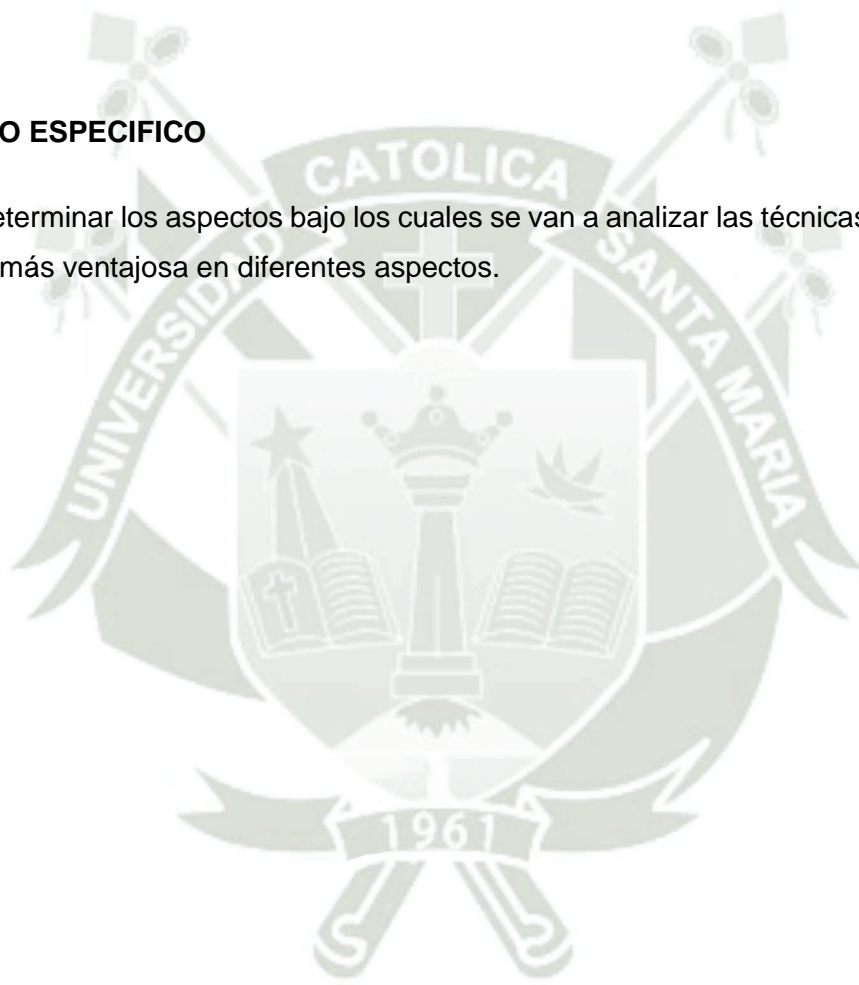 O ESPECIFICO
eterminar los aspectos bajo los cuales se van a analizar las técnicas
más ventajosa en diferentes aspectos.
UNIVERSIDAD CATOLICA SANTA MARIA
1961